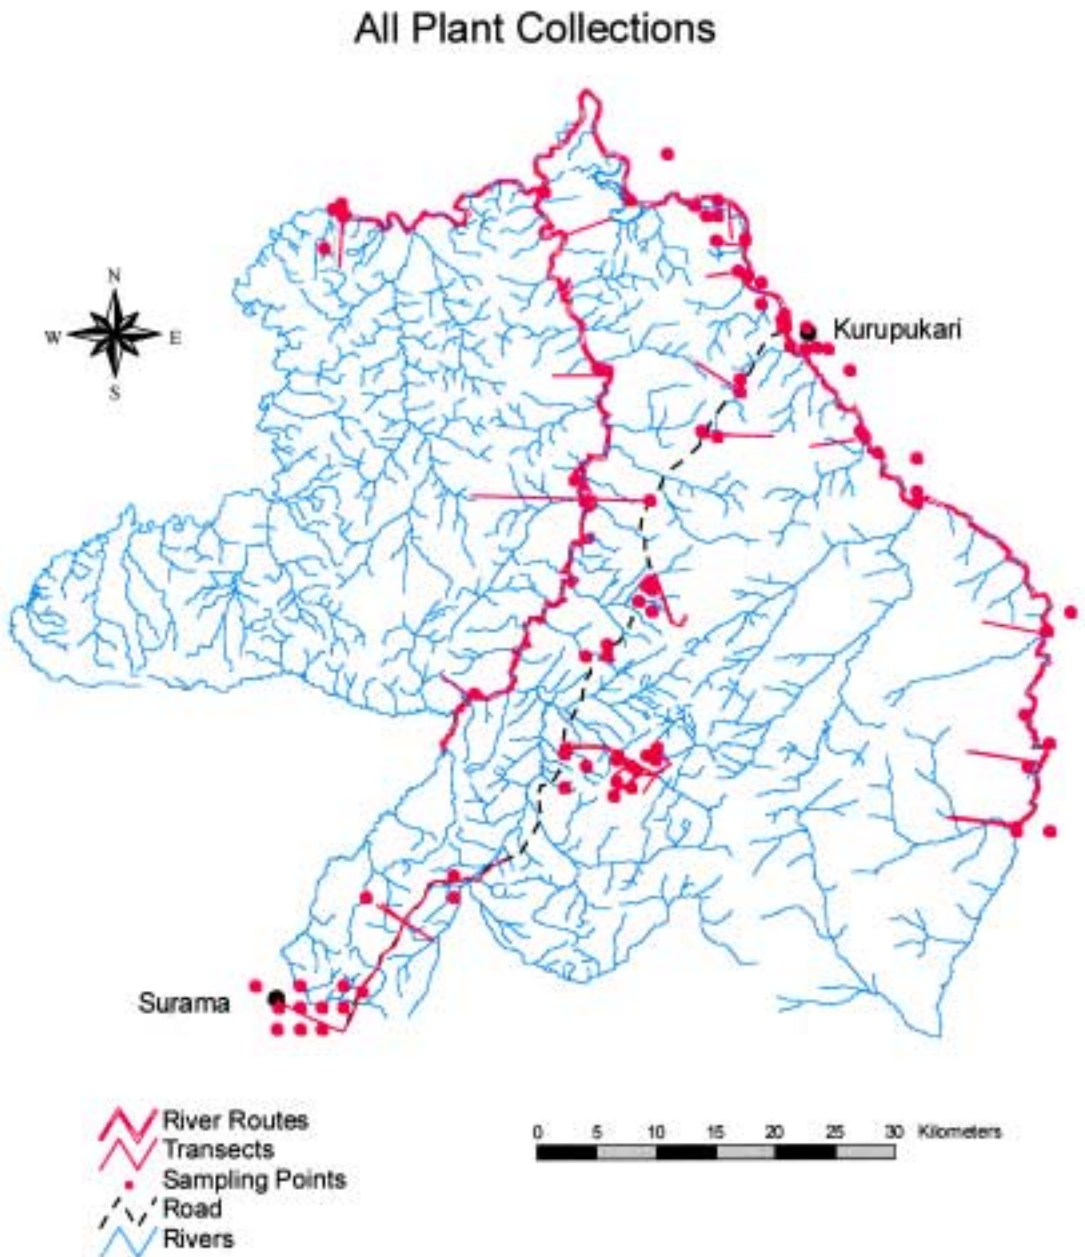 All Plant Collections
N
W
E
S
Kurupukari
Surama
River Routes
Transects
Sampling Points
Road
Rivers
0 5 10 15 20 25 30 Kilometers